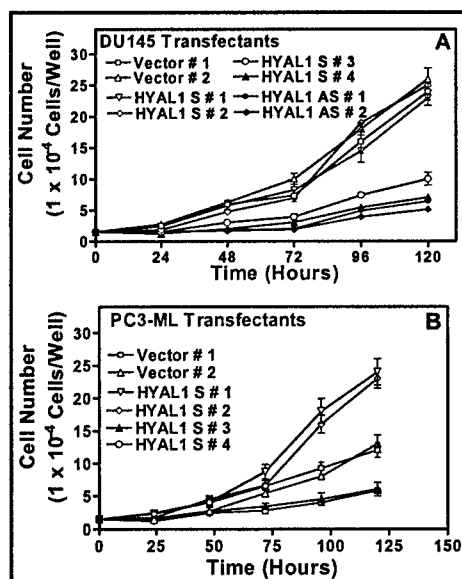 DU145 Transfectants
A
Vector # 1
Vector # 2
HYAL1 S # 1
HYAL1 S # 2
HYAL1 S # 3
HYAL1 S # 4
HYAL1 AS # 1
HYAL1 AS # 2
Cell Number
(1 x 10⁻⁴ Cells/Well)
25
20
15
10
5
0
0 24 48 72 96 120
Time (Hours)
PC3-ML Transfectants
B
Vector # 1
Vector # 2
HYAL1 S # 1
HYAL1 S # 2
HYAL1 S # 3
HYAL1 S # 4
Cell Number
(1 x 10⁻⁴ Cells/Well)
30
25
20
15
10
5
0
0 25 50 75 100 125 150
Time (Hours)